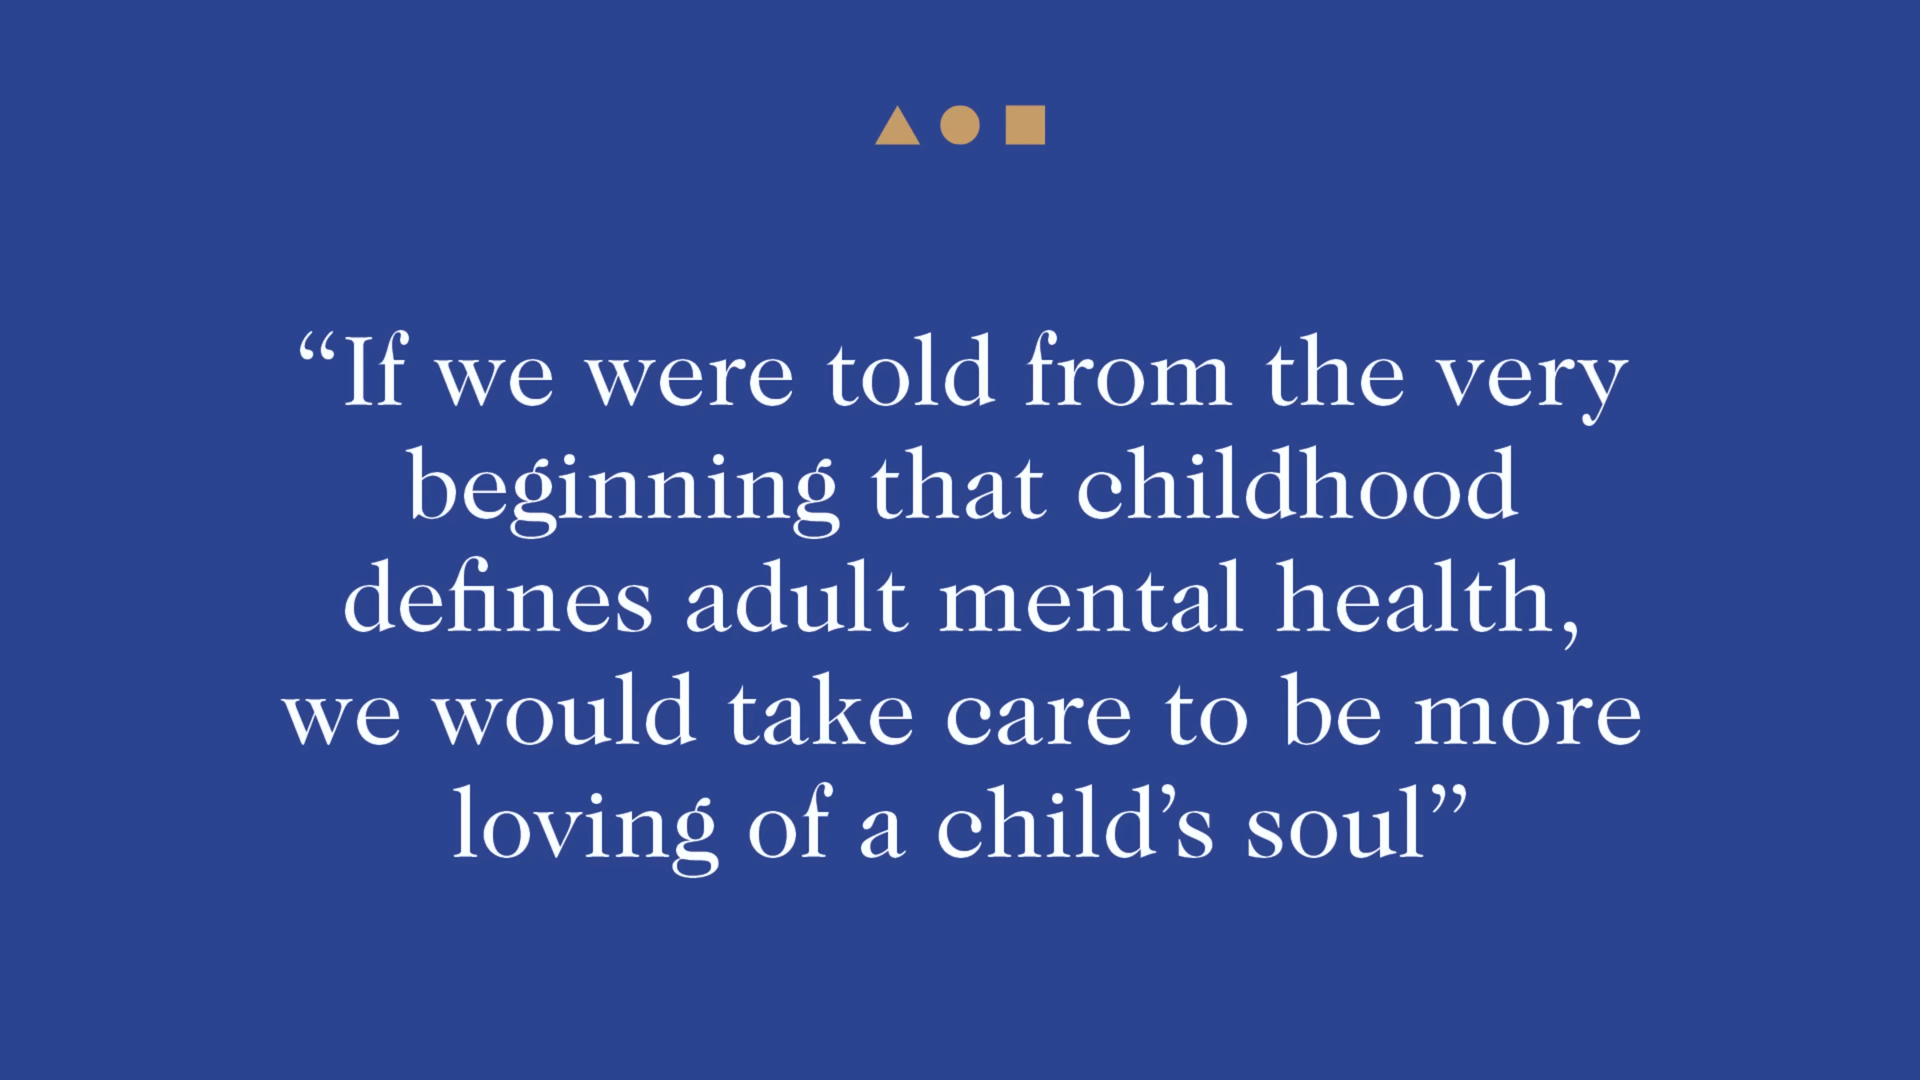 “If we were told from the very
beginning that childhood
defines adult mental health,
we would take care to be more
loving of a child’s soul”